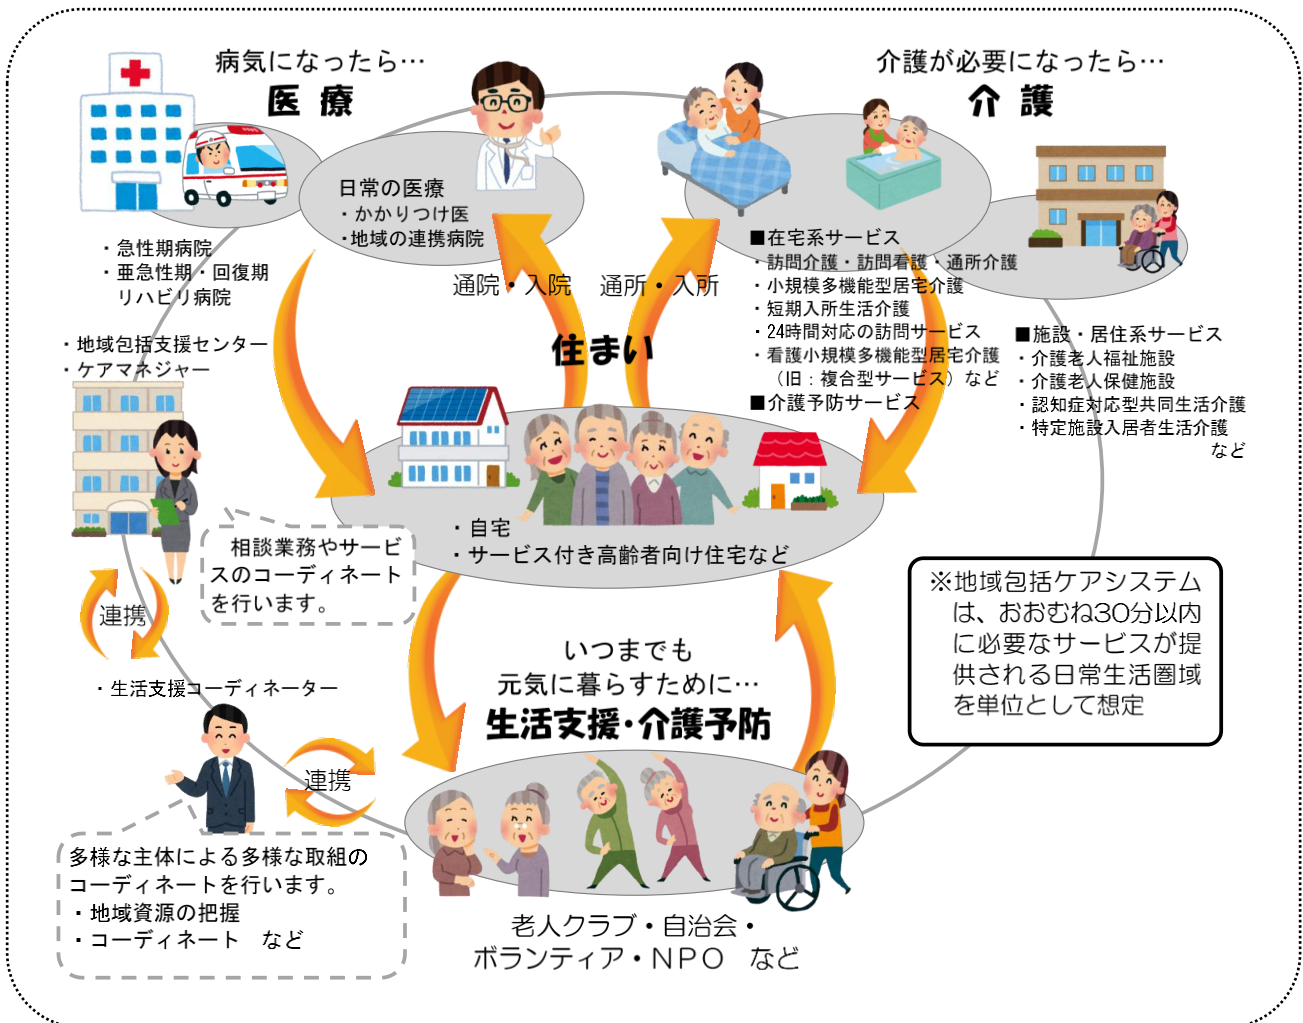 病気になったら…
医療
日常の医療
・かかりつけ医
・地域の連携病院
・急性期病院
・亜急性期・回復期
リハビリ病院
介護が必要になったら…
介護
■在宅系サービス
・訪問介護・訪問看護・通所介護
・小規模多機能型居宅介護
・短期入所生活介護
・24時間対応の訪問サービス
・看護小規模多機能型居宅介護
（旧：複合型サービス）など
■介護予防サービス
■施設・居住系サービス
・介護老人福祉施設
・介護老人保健施設
・認知症対応型共同生活介護
・特定施設入居者生活介護
など
通院・入院
通所・入所
住まい
・自宅
・サービス付き高齢者向け住宅など
・地域包括支援センター
・ケアマネジャー
相談業務やサービ
スのコーディネート
を行います。
連携
・生活支援コーディネーター
連携
多様な主体による多様な取組の
コーディネートを行います。
・地域資源の把握
・コーディネート　など
いつまでも
元気に暮らすために…
生活支援・介護予防
老人クラブ・自治会・
ボランティア・ＮＰＯ　など
※地域包括ケアシステム
は、おおむね30分以内
に必要なサービスが提
供される日常生活圏域
を単位として想定